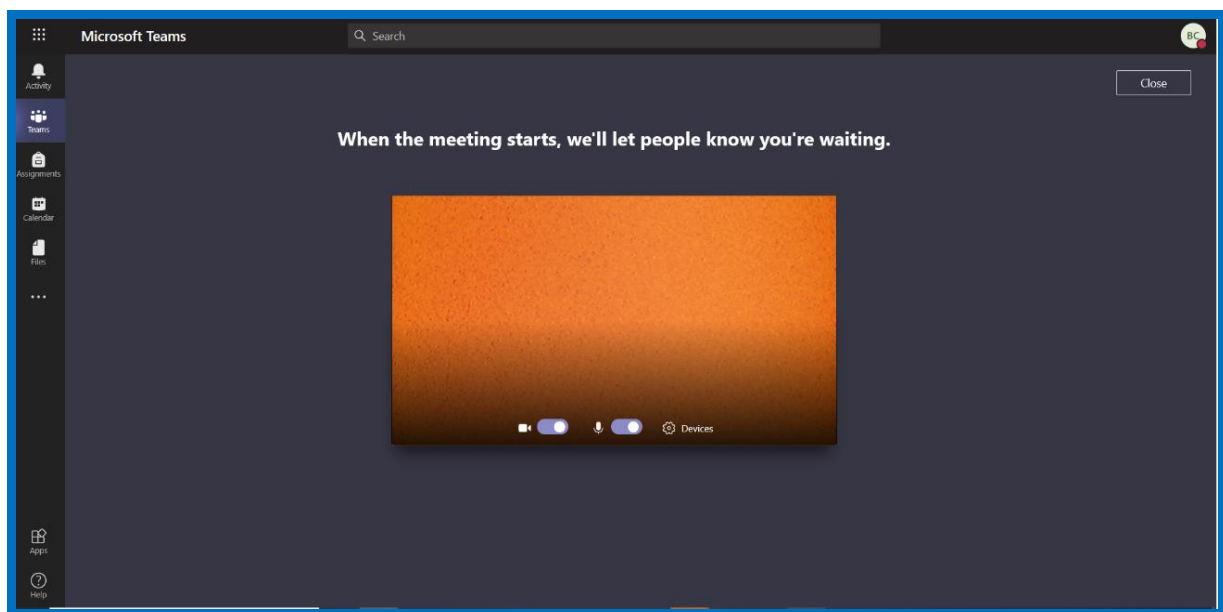 Microsoft Teams
Search
BC
Activity
Teams
Assignments
Calendar
Files
Close
When the meeting starts, we'll let people know you're waiting.
Devices
Apps
Help